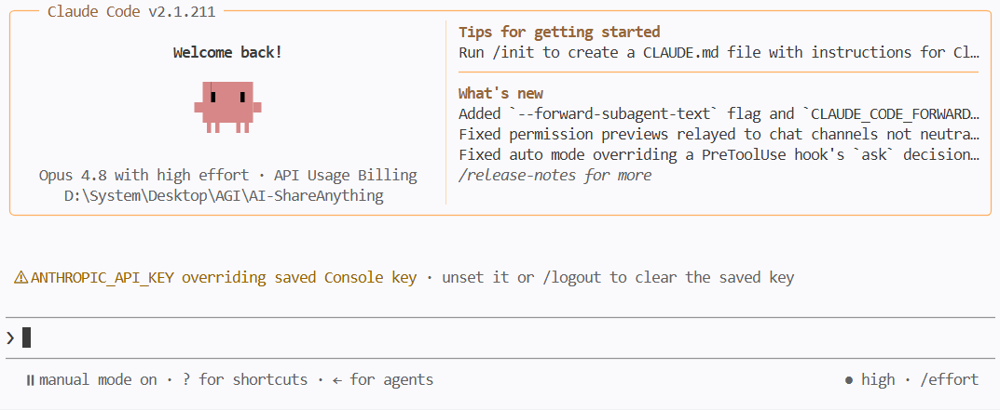 Claude Code v2.1.211
Welcome back!
Opus 4.8 with high effort · API Usage Billing
D:\System\Desktop\AGI\AI-ShareAnything
Tips for getting started
Run /init to create a CLAUDE.md file with instructions for Cl…
What's new
Added `--forward-subagent-text` flag and `CLAUDE_CODE_FORWARD…
Fixed permission previews relayed to chat channels not neutra…
Fixed auto mode overriding a PreToolUse hook's `ask` decision…
/release-notes for more
⚠ANTHROPIC_API_KEY overriding saved Console key · unset it or /logout to clear the saved key
❯
⏸manual mode on · ? for shortcuts · ← for agents
● high · /effort